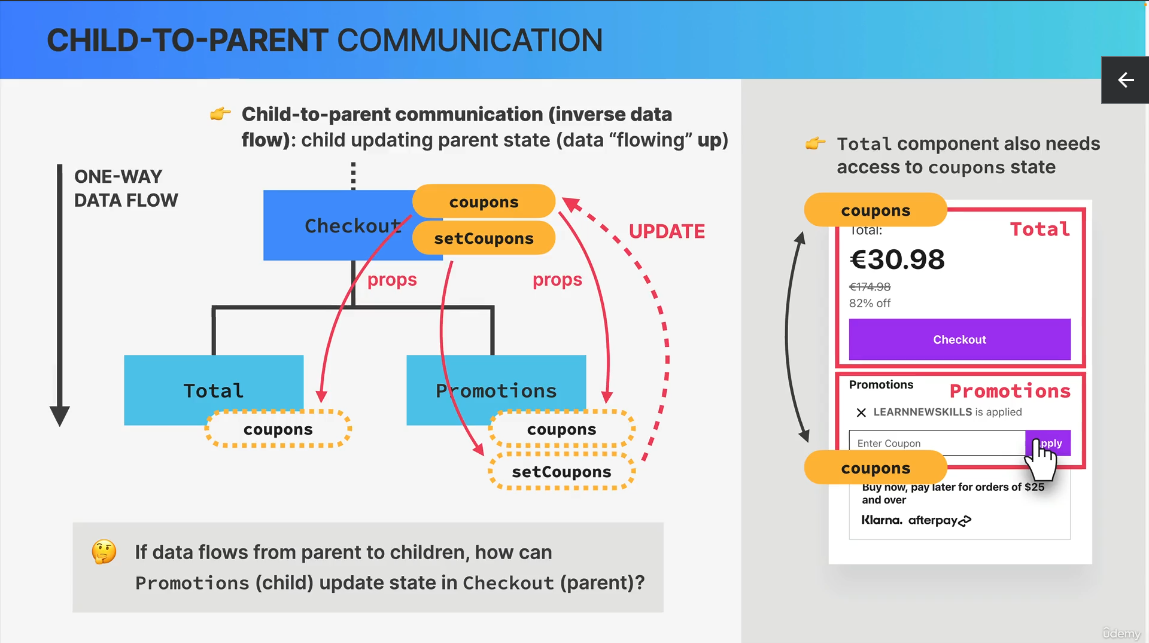 CHILD-TO-PARENT COMMUNICATION
👉 Child-to-parent communication (inverse data
flow): child updating parent state (data “flowing” up)
ONE-WAY
DATA FLOW
Checkout
coupons
setCoupons
UPDATE
props
props
Total
coupons
Promotions
coupons
setCoupons
🤔 If data flows from parent to children, how can
Promotions (child) update state in Checkout (parent)?
👉 Total component also needs
access to coupons state
coupons
Total:
Total
€30.98
€174.98
82% off
Checkout
Promotions
Promotions
LEARNNEWSKILLS is applied
Enter Coupon
coupons
Buy now, pay later for orders of $25
and over
Klarna. afterpay
ûdemy